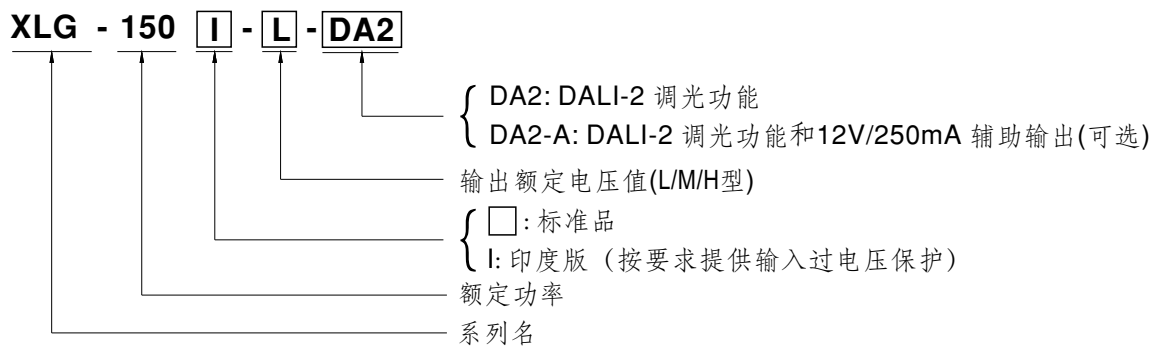 XLG - 150 I - L - DA2
DA2: DALI-2 调光功能
DA2-A: DALI-2 调光功能和12V/250mA 辅助输出(可选)
输出额定电压值(L/M/H型)
□: 标准品
I: 印度版（按要求提供输入过电压保护）
额定功率
系列名